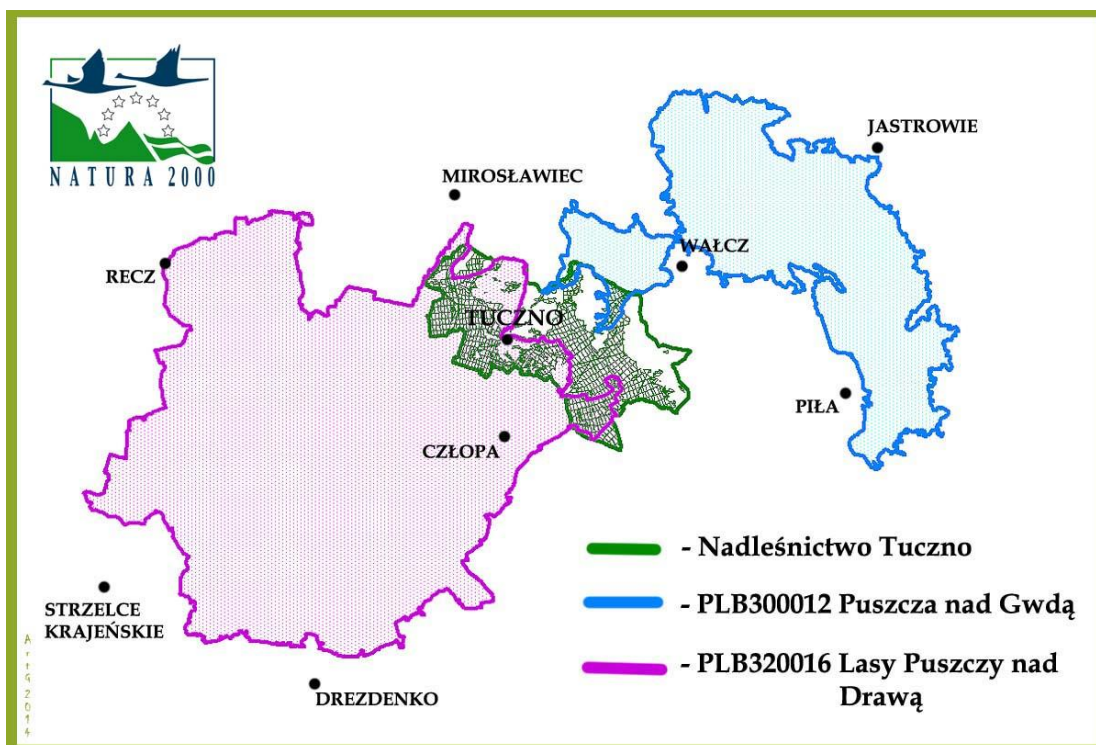 NATURA 2000
JASTROWIE
MIROSŁAWIEC
WAŁCZ
RECZ
TUCZNO
PIŁA
CZŁOPA
- Nadleśnictwo Tuczno
- PLB300012 Puszcza nad Gwdą
STRZELCE
KRAJEŃSKIE
- PLB320016 Lasy Puszczy nad
Drawą
DREZDENKO